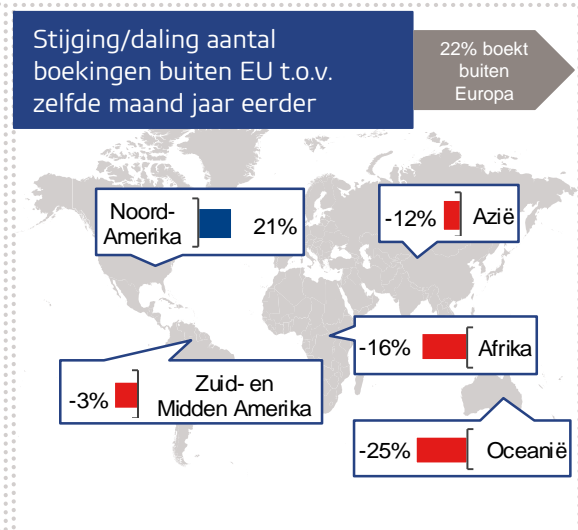 Stijging/daling aantal
boekingen buiten EU t.o.v.
zelfde maand jaar eerder
22% boekt
buiten
Europa
Noord-
Amerika
21%
-12% Azië
-16% Afrika
-3%
Zuid- en
Midden Amerika
-25% Oceanië